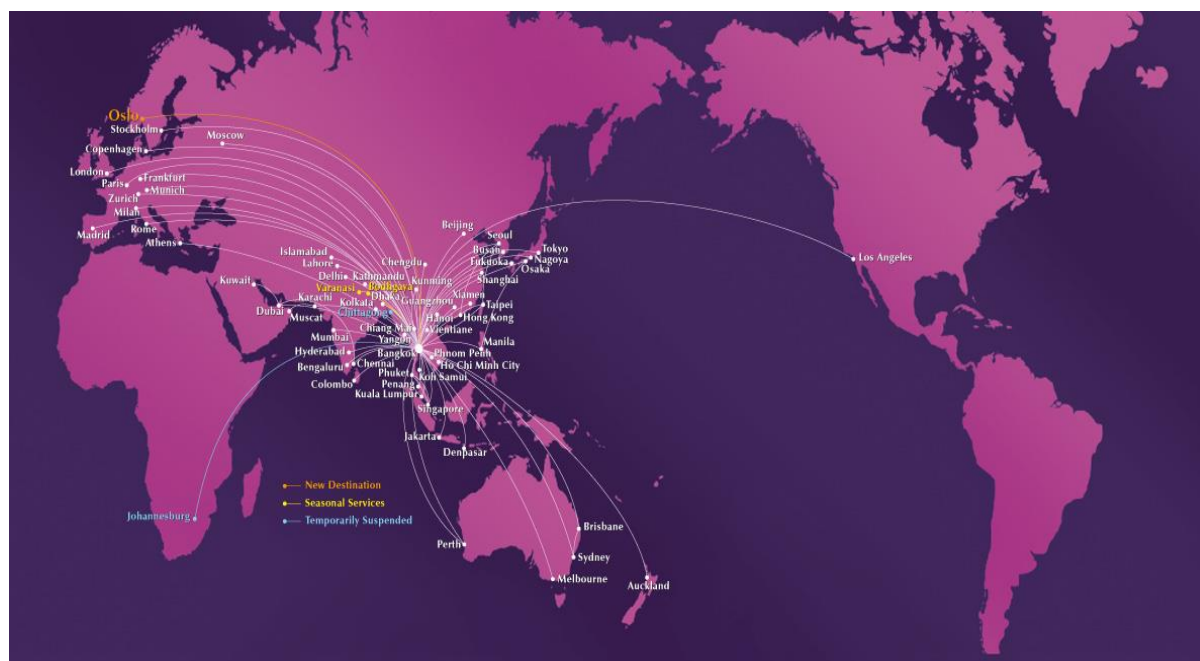 Oslo
Stockholm
Moscow
Copenhagen
London
Frankfurt
Paris
Munich
Zurich
Milan
Rome
Madrid
Athens
Beijing
Seoul
Busan
Tokyo
Nagoya
Fukuoka
Osaka
Los Angeles
Islamabad
Lahore
Chengdu
Delhi
Kathmandu
Shanghai
Kuwait
Varanasi
Bodhgaya
Kunming
Dhaka
Karachi
Kolkata
Guangzhou
Xiamen
Taipei
Dubai
Muscat
Chittagong
Hanoi
Hong Kong
Chiang Mai
Vientiane
Mumbai
Yangon
Manila
Hyderabad
Bangkok
Phnom Penh
Bengaluru
Chennai
Ho Chi Minh City
Phuket
Koh Samui
Colombo
Penang
Kuala Lumpur
Singapore
Jakarta
Denpasar
New Destination
Seasonal Services
Temporarily Suspended
Johannesburg
Brisbane
Perth
Sydney
Melbourne
Auckland